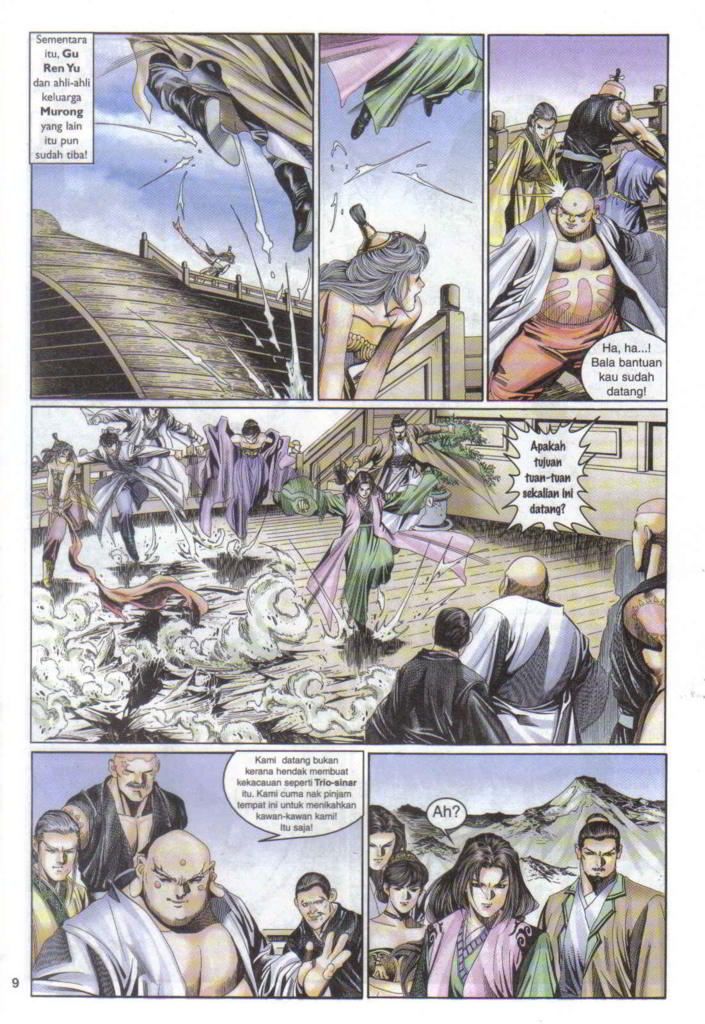 Sementara
itu, Gu
Ren Yu
dan ahli-ahli
keluarga
Murong
yang lain
itu pun
sudah tiba!
Ha, ha...!
Bala bantuan
kau sudah
datang!
Apakah
tujuan
tuan-tuan
sekalian ini
datang?
Kami datang bukan
kerana hendak membuat
kekacauan seperti Trio-sinar
itu. Kami cuma nak pinjam
tempat ini untuk menikahkan
kawan-kawan kami!
Itu saja!
Ah?
9